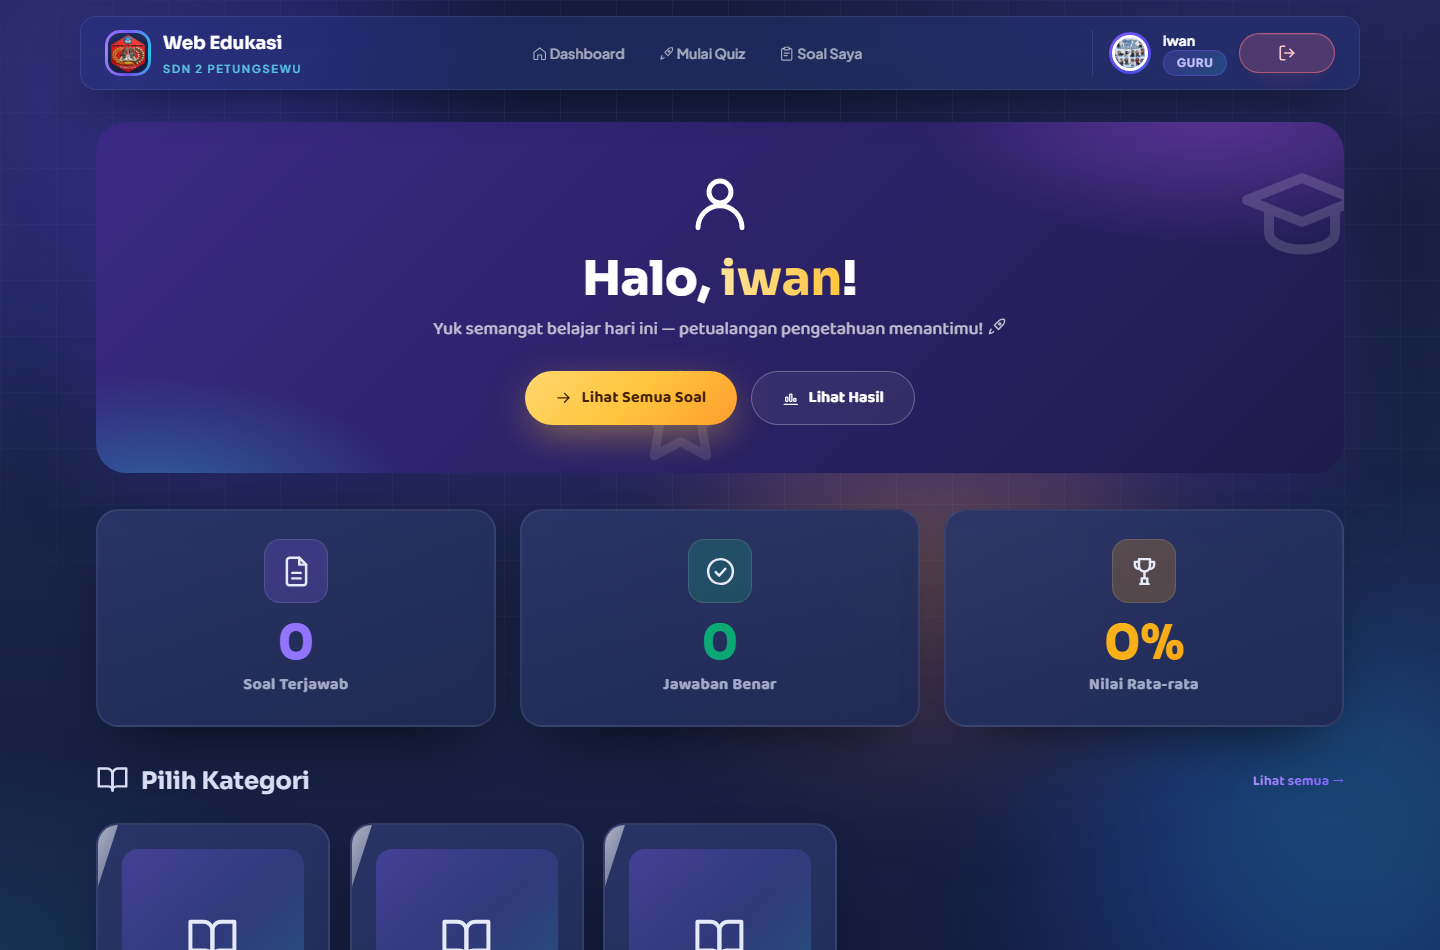 Web Edukasi
SDN 2 PETUNGSEWU
Dashboard
Mulai Quiz
Soal Saya
iwan
GURU
Halo, iwan!
Yuk semangat belajar hari ini — petualangan pengetahuan menantimu!
→ Lihat Semua Soal
Lihat Hasil
0
Soal Terjawab
0
Jawaban Benar
0%
Nilai Rata-rata
Pilih Kategori
Lihat semua →